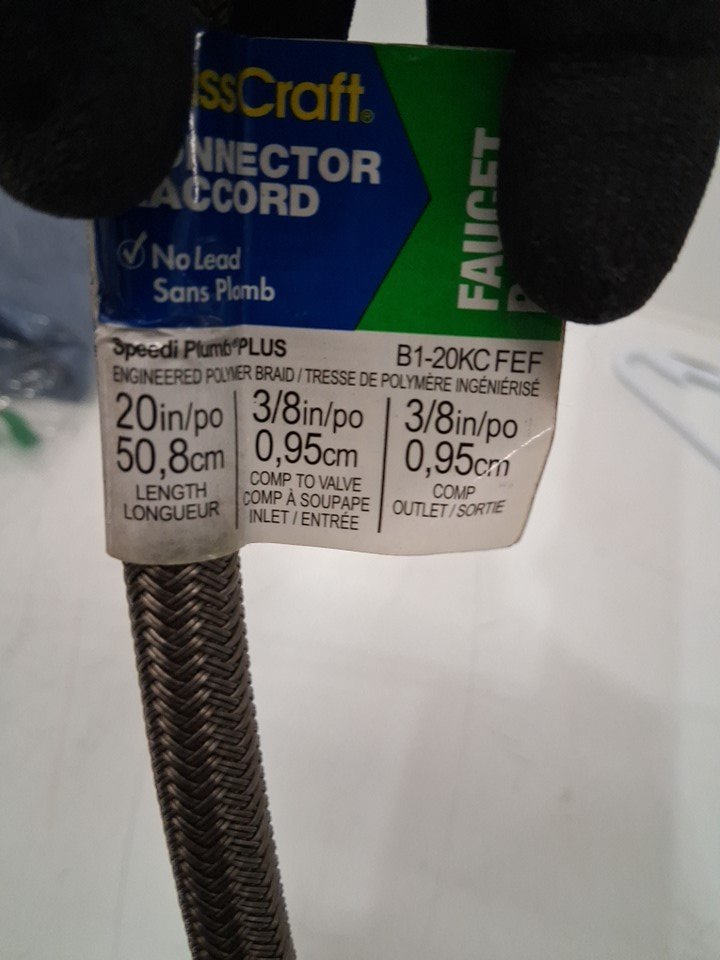 ssCraft®
NNECTOR
ACCORD
No Lead
Sans Plomb
FAUCET
Speedi Plumb® PLUS
B1-20KC FEF
ENGINEERED POLYMER BRAID / TRESSE DE POLYMÈRE INGÉNIÉRISÉ
20in/po
50,8cm
LENGTH
LONGUEUR
3/8in/po
0,95cm
COMP TO VALVE
COMP À SOUPAPE
INLET / ENTRÉE
3/8in/po
0,95cm
COMP
OUTLET / SORTIE